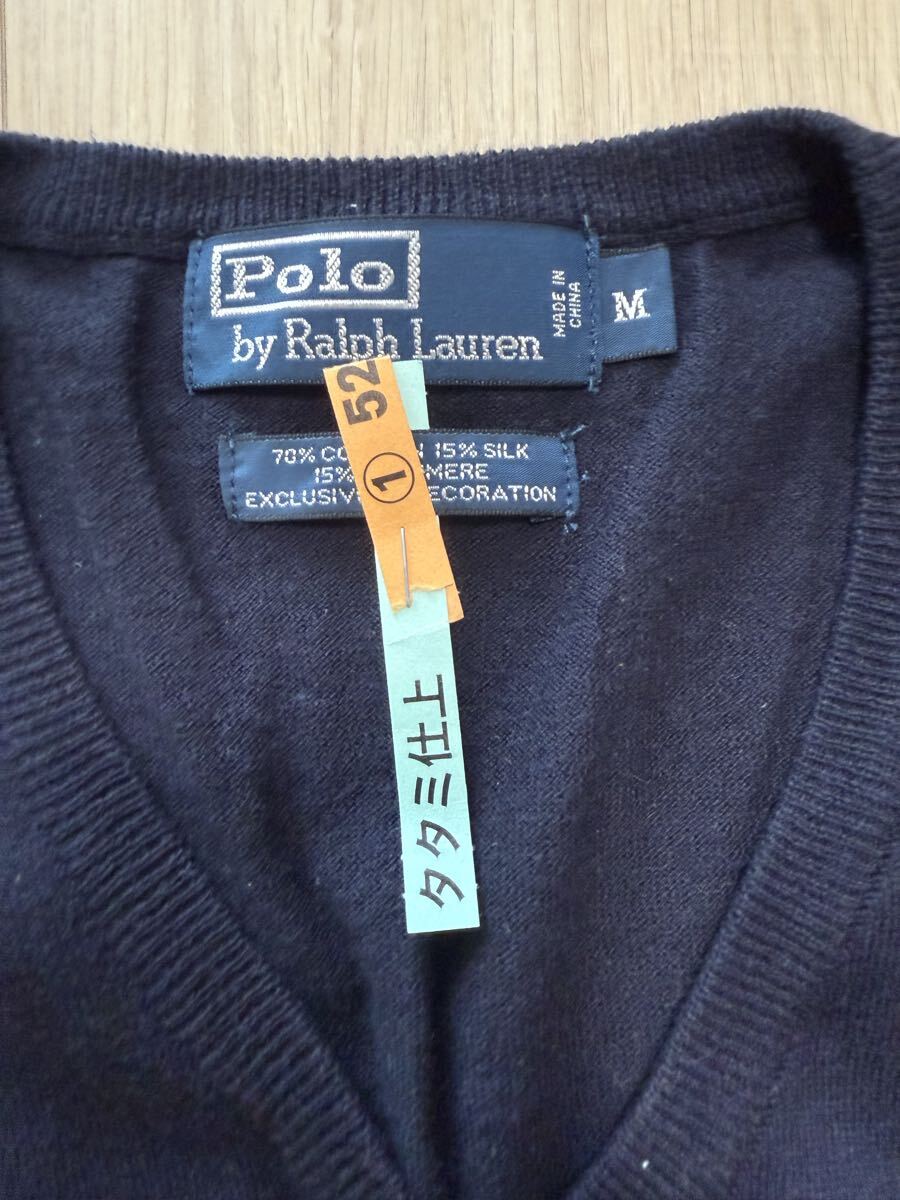 Polo
by Ralph Lauren
MADE IN
CHINA
M
52
①
70% CO N 15% SILK
15% MERE
EXCLUSIV ECORATION
タタミ仕上